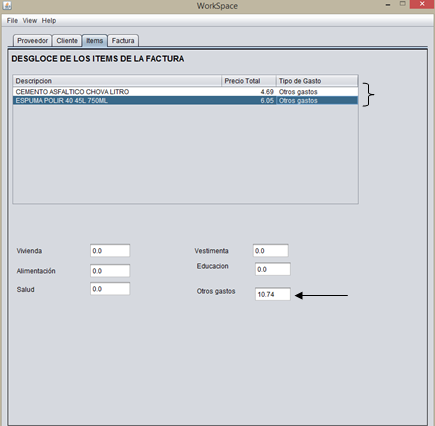 WorkSpace
File View Help
Proveedor Cliente Items Factura
DESGLOCE DE LOS ITEMS DE LA FACTURA
Descripcion Precio Total Tipo de Gasto
CEMENTO ASFALTICO CHOVA LITRO 4.69 Otros gastos
ESPUMA POLIR 40 45L 750ML 6.05 Otros gastos
Vivienda 0.0 Vestimenta 0.0
Alimentación 0.0 Educacion 0.0
Salud 0.0 Otros gastos 10.74